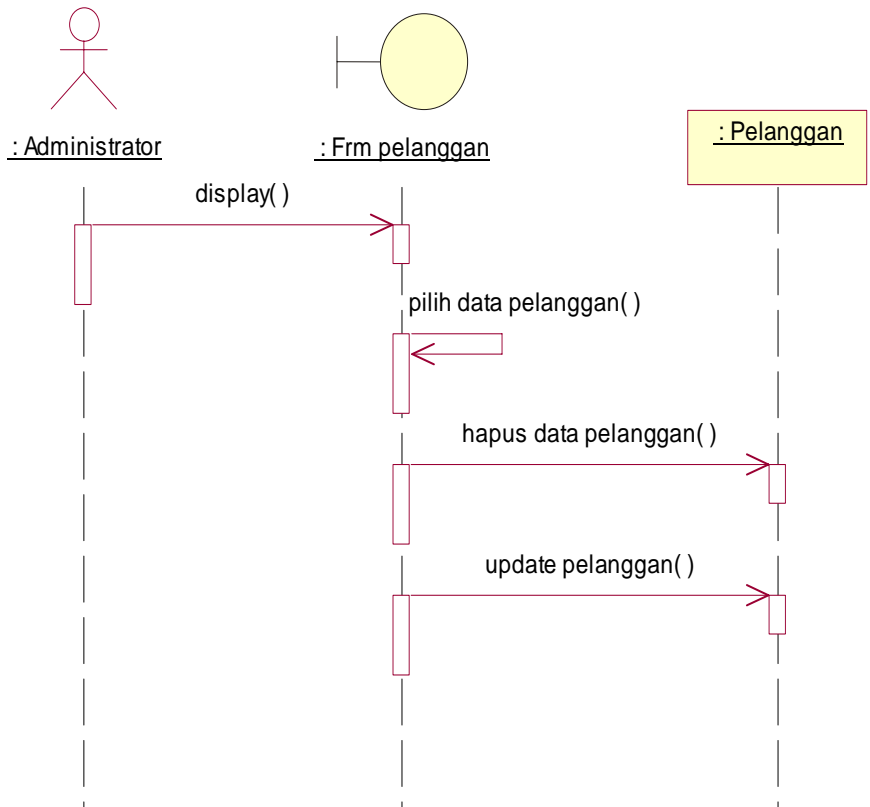 : Administrator
: Frm pelanggan
: Pelanggan
display( )
pilih data pelanggan( )
hapus data pelanggan( )
update pelanggan( )